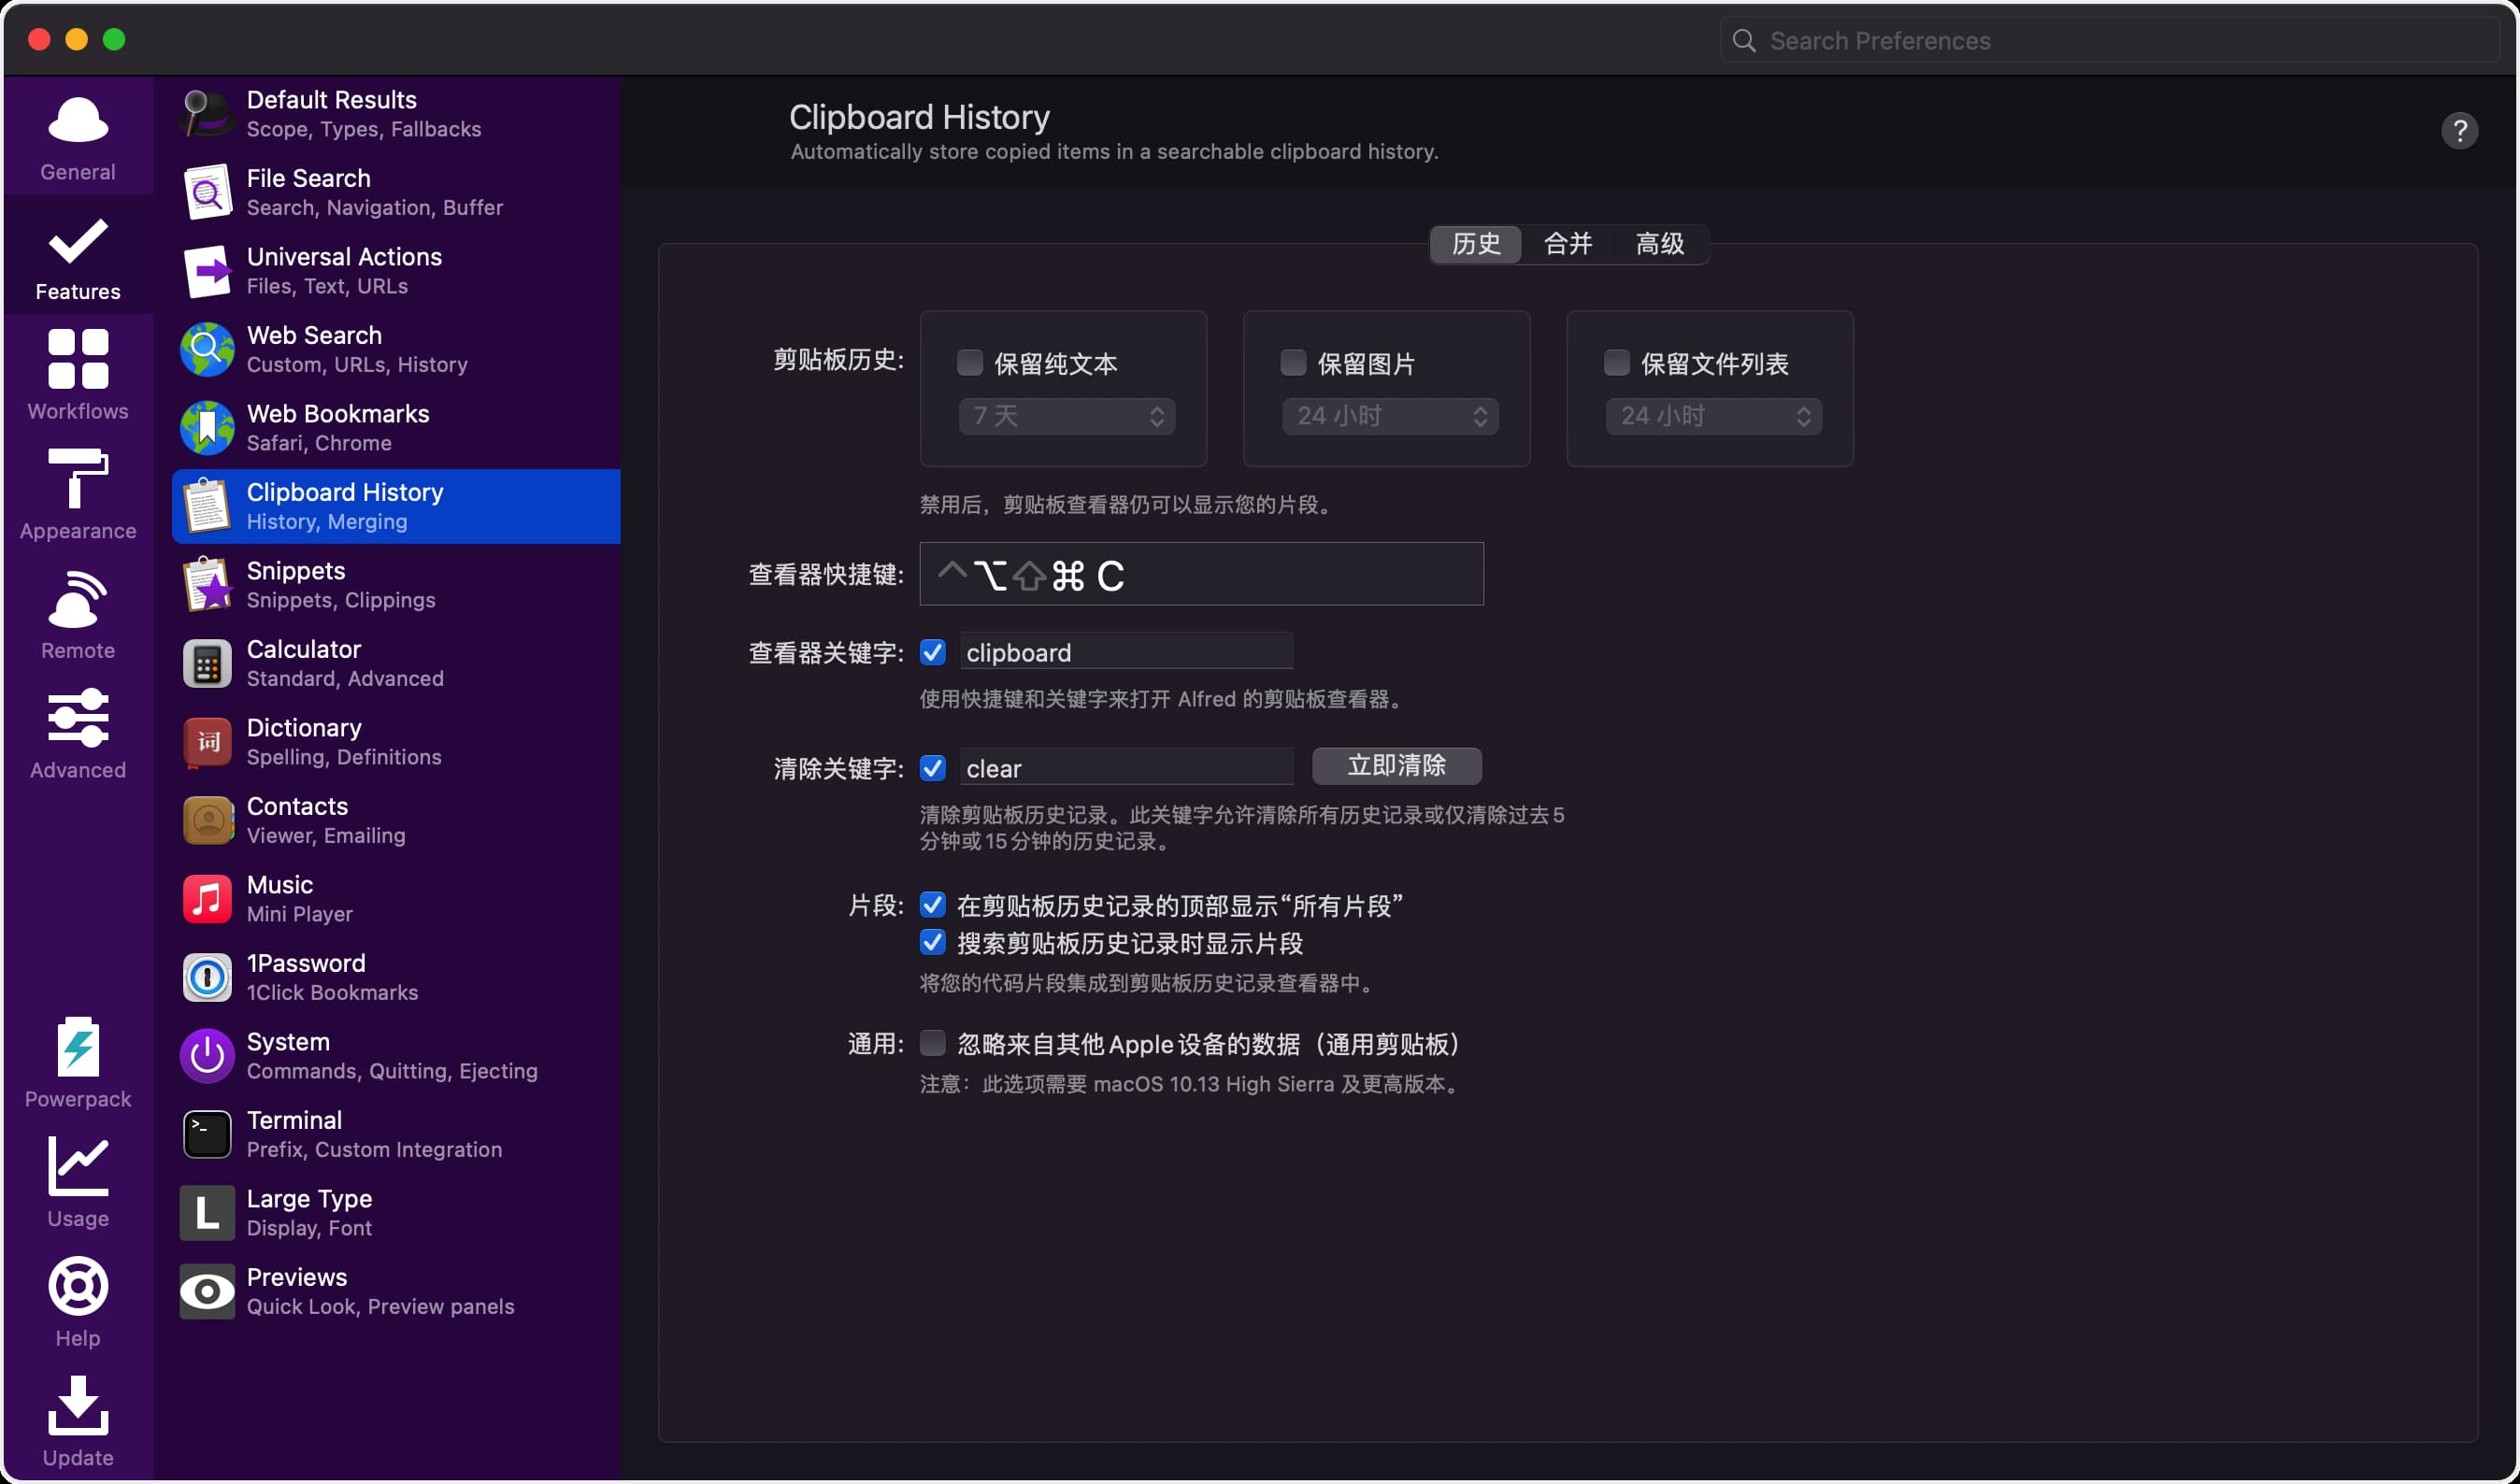 Search Preferences
General
Features
Workflows
Appearance
Remote
Advanced
Powerpack
Usage
Help
Update
Default Results
Scope, Types, Fallbacks
File Search
Search, Navigation, Buffer
Universal Actions
Files, Text, URLs
Web Search
Custom, URLs, History
Web Bookmarks
Safari, Chrome
Clipboard History
History, Merging
Snippets
Snippets, Clippings
Calculator
Standard, Advanced
词
Dictionary
Spelling, Definitions
Contacts
Viewer, Emailing
Music
Mini Player
1Password
1Click Bookmarks
System
Commands, Quitting, Ejecting
>_
Terminal
Prefix, Custom Integration
L
Large Type
Display, Font
Previews
Quick Look, Preview panels
Clipboard History
Automatically store copied items in a searchable clipboard history.
?
历史 合并 高级
剪贴板历史: 保留纯文本 保留图片 保留文件列表
7 天 24 小时 24 小时
禁用后，剪贴板查看器仍可以显示您的片段。
查看器快捷键: ^⌥⇧⌘ C
查看器关键字: clipboard
使用快捷键和关键字来打开 Alfred 的剪贴板查看器。
清除关键字: clear 立即清除
清除剪贴板历史记录。此关键字允许清除所有历史记录或仅清除过去5
分钟或15分钟的历史记录。
片段: 在剪贴板历史记录的顶部显示“所有片段”
搜索剪贴板历史记录时显示片段
将您的代码片段集成到剪贴板历史记录查看器中。
通用: 忽略来自其他Apple设备的数据（通用剪贴板）
注意：此选项需要 macOS 10.13 High Sierra 及更高版本。